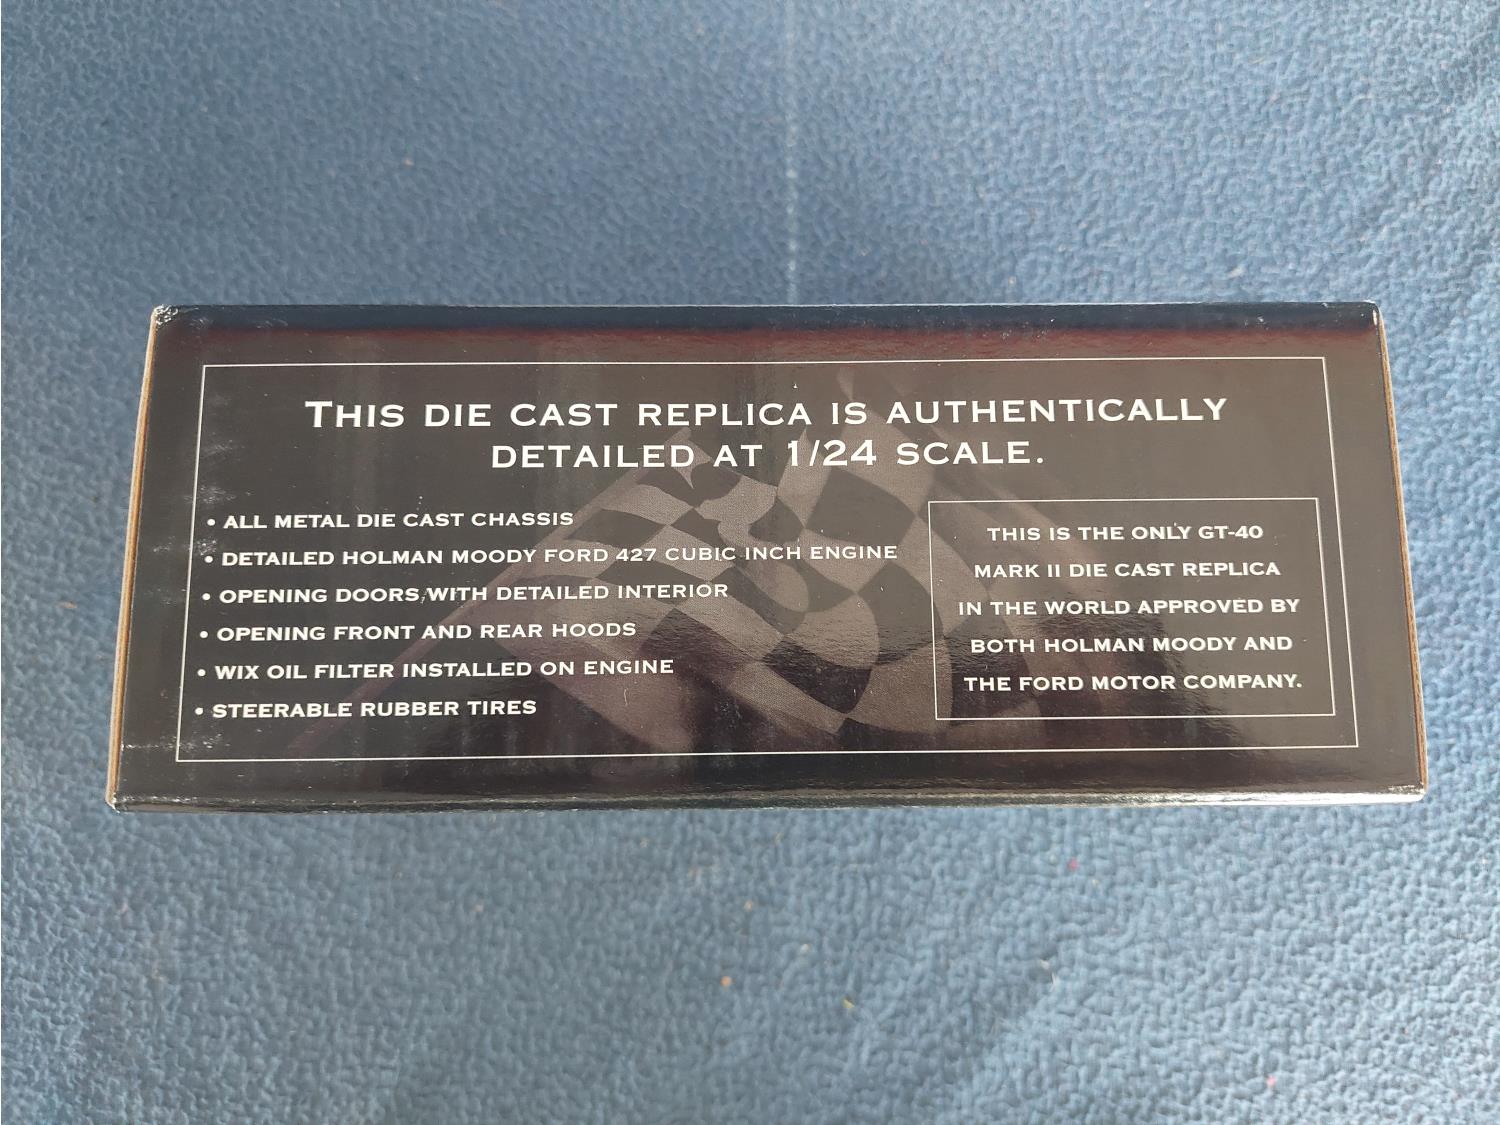 THIS DIE CAST REPLICA IS AUTHENTICALLY
DETAILED AT 1/24 SCALE.
• ALL METAL DIE CAST CHASSIS
• DETAILED HOLMAN MOODY FORD 427 CUBIC INCH ENGINE
• OPENING DOORS WITH DETAILED INTERIOR
• OPENING FRONT AND REAR HOODS
• WIX OIL FILTER INSTALLED ON ENGINE
• STEERABLE RUBBER TIRES
THIS IS THE ONLY GT-40
MARK II DIE CAST REPLICA
IN THE WORLD APPROVED BY
BOTH HOLMAN MOODY AND
THE FORD MOTOR COMPANY.